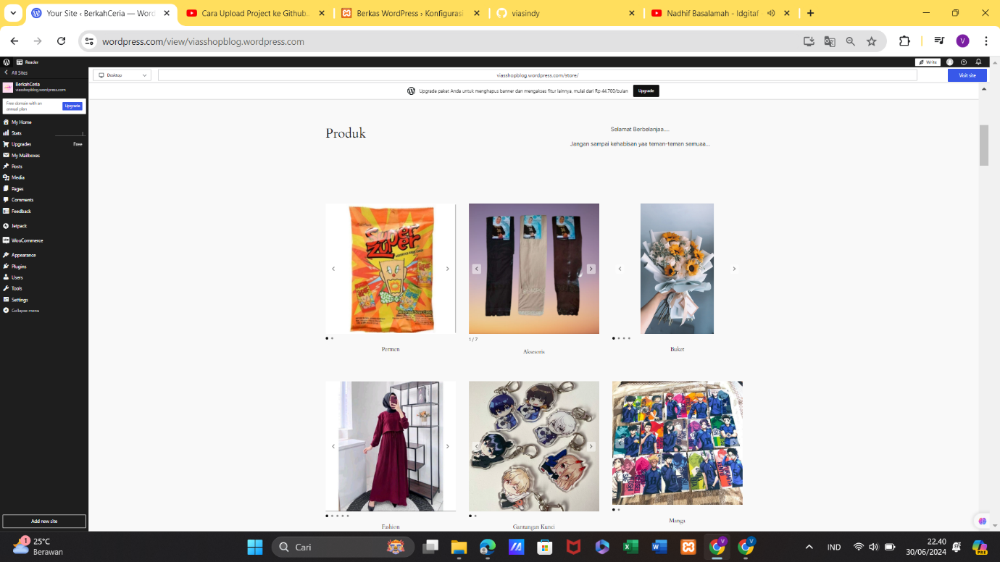 Your Site ‹ BerkahCeria — Word
Cara Upload Project ke Github.
Berkas WordPress › Konfigurasi
viasindy
Nadhif Basalamah - Idgitaf
wordpress.com/view/viasshopblog.wordpress.com
V
Reader
Write
All Sites
BerkahCeria
viasshopblog.wordpress.com
Free domain with an annual plan
Upgrade
My Home
Stats
Upgrades
Free
My Mailboxes
Posts
Media
Pages
Comments
Feedback
Jetpack
WooCommerce
Appearance
Plugins
Users
Tools
Settings
Collapse menu
Add new site
Desktop
viasshopblog.wordpress.com/store/
Visit site
Upgrade paket Anda untuk menghapus banner dan mengakses fitur lainnya, mulai dari Rp 44.700/bulan
Upgrade
Produk
Selamat Berbelanjaa....
Jangan sampai kehabisan yaa teman-teman semuaa...
Super
Zuper
1 / 7
Permen
Akseseris
Buket
Fashion
Gantungan Kunci
Manga
1
25°C
Berawan
Cari
IND
22.40
30/06/2024